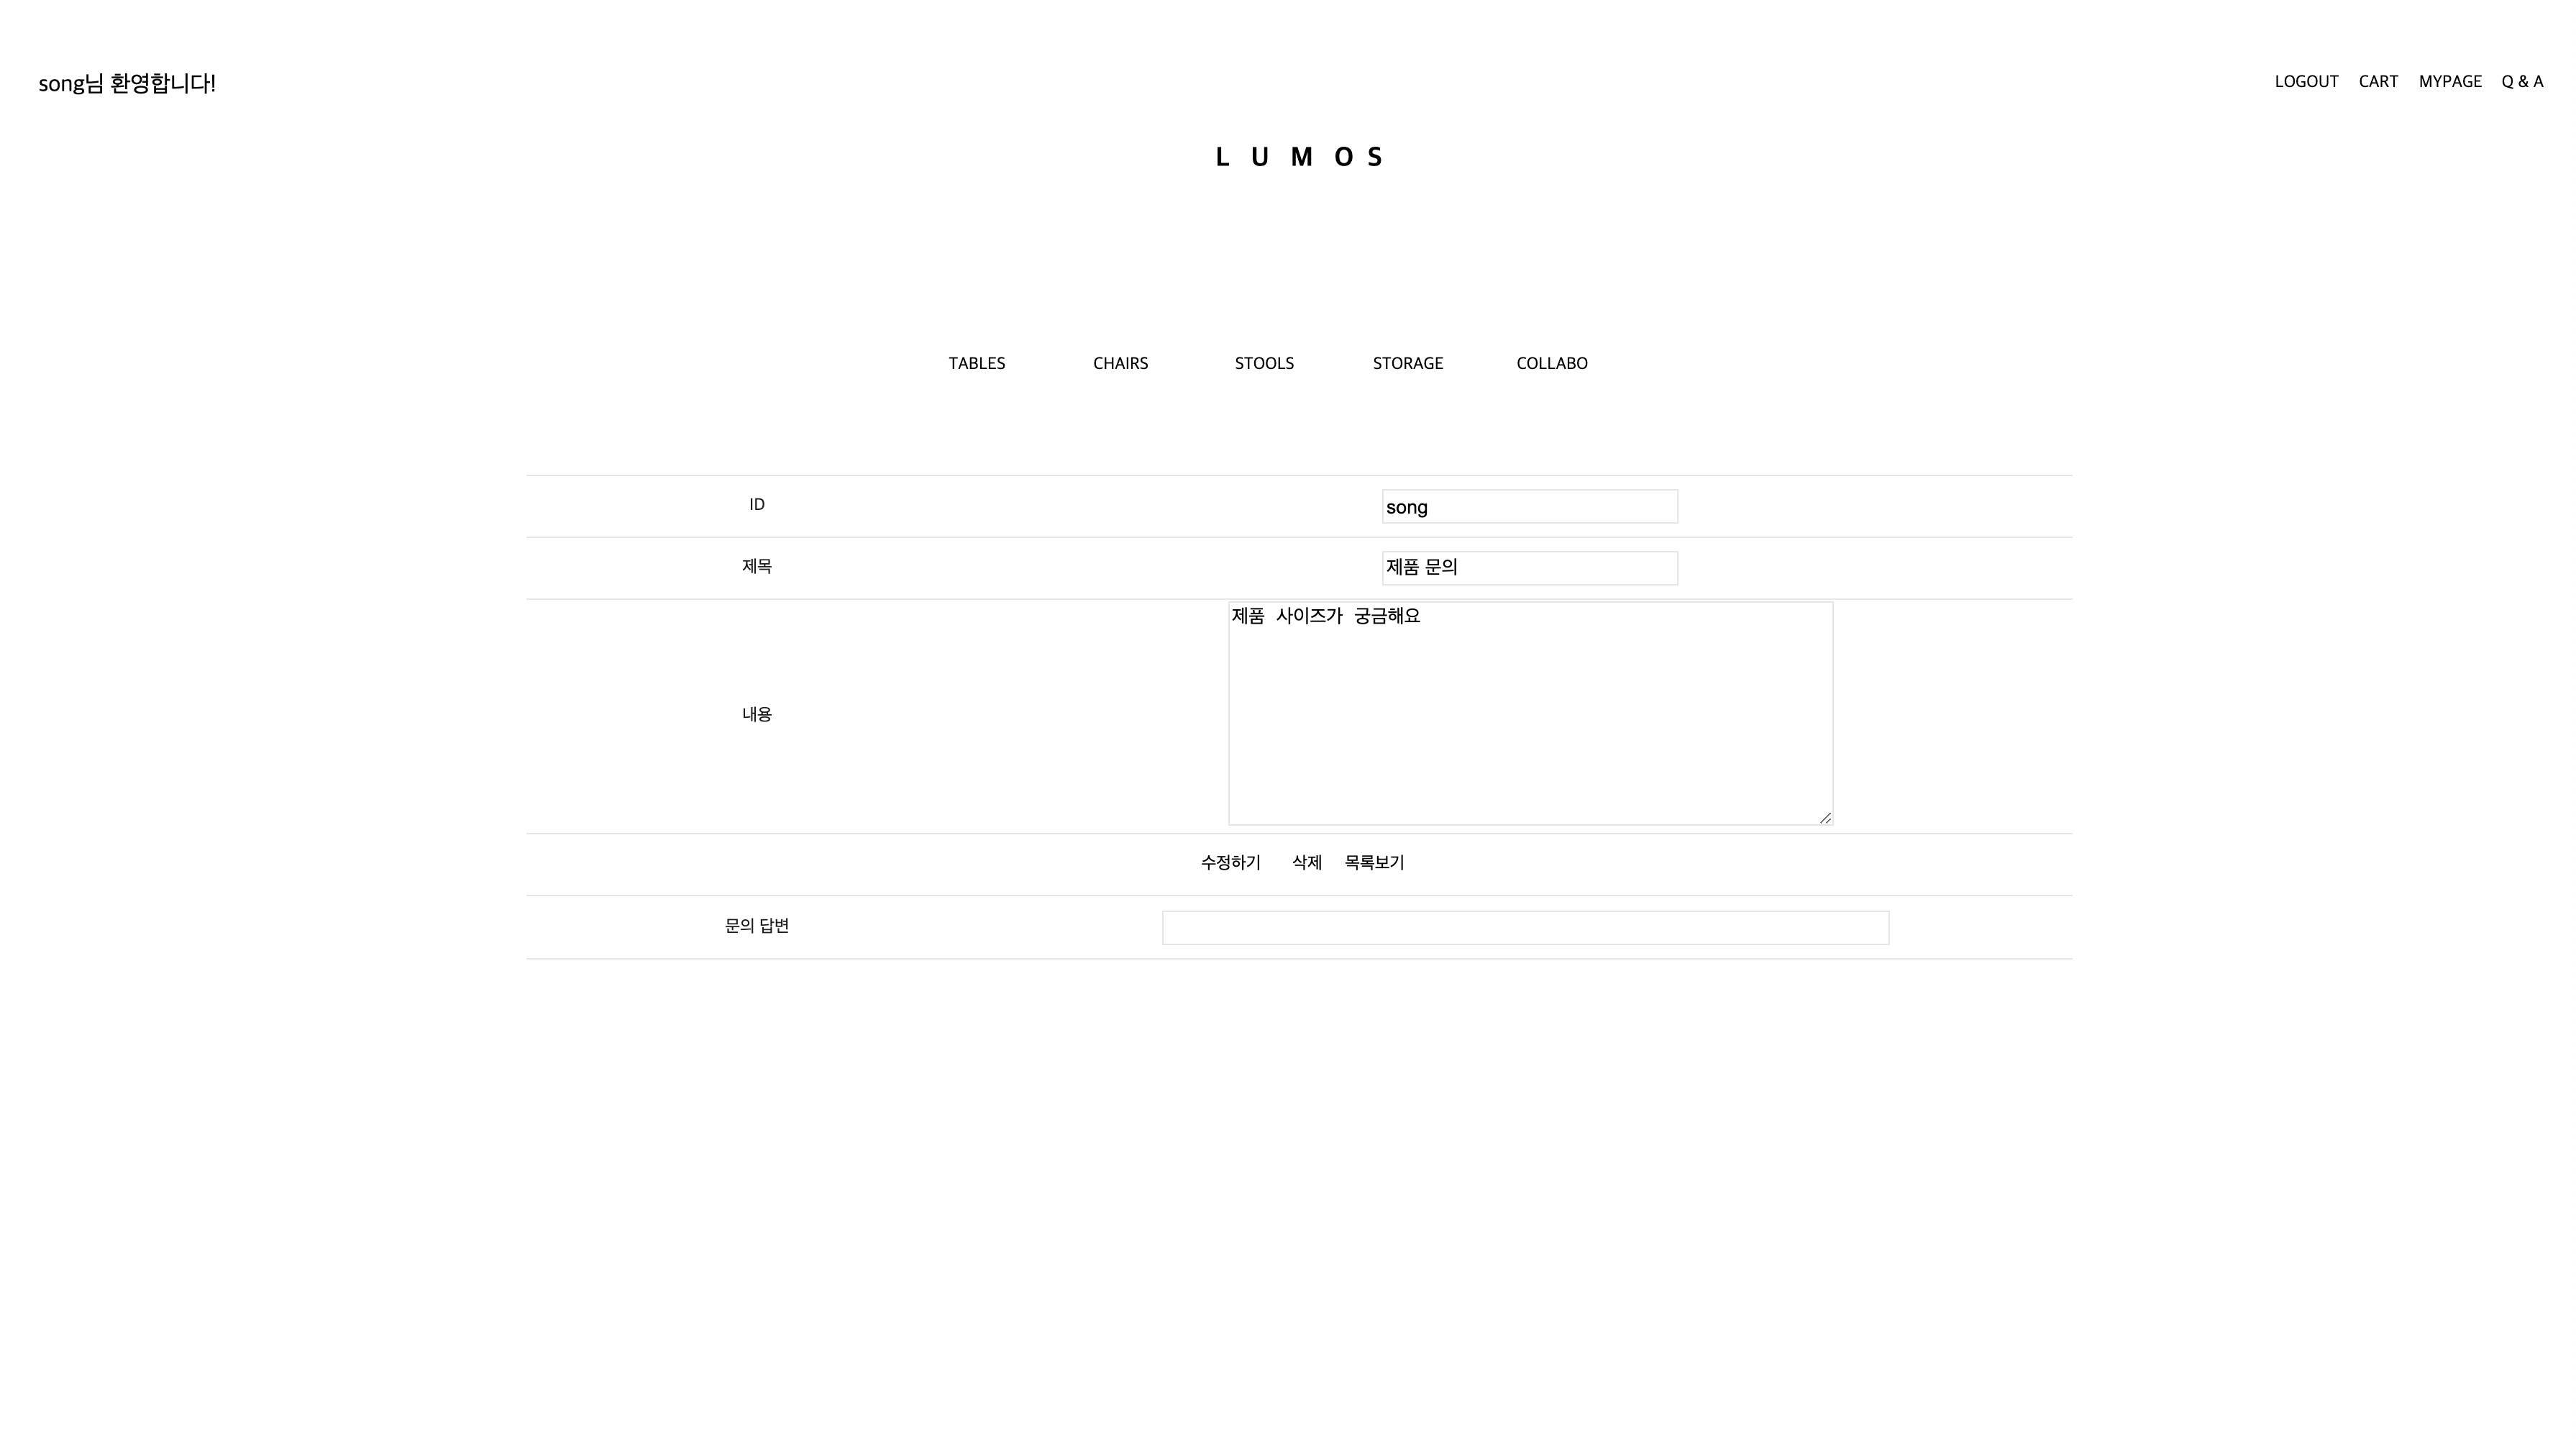 song님 환영합니다!
LOGOUT CART MYPAGE Q & A
L U M O S
TABLES CHAIRS STOOLS STORAGE COLLABO
ID song
제목 제품 문의
제품 사이즈가 궁금해요
내용
수정하기 삭제 목록보기
문의 답변